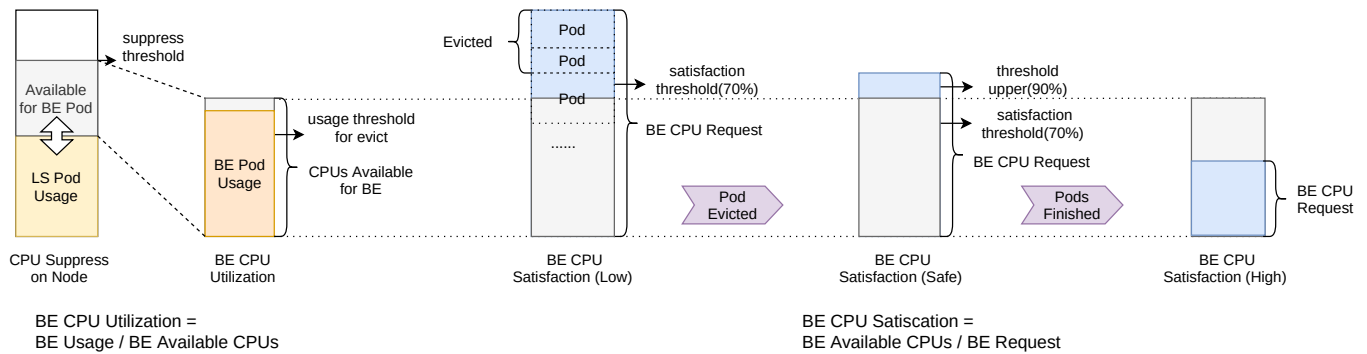 suppress
threshold
Available
for BE Pod
LS Pod
Usage
CPU Suppress
on Node
usage threshold
for evict
BE Pod
Usage
CPUs Available
for BE
BE CPU
Utilization
Evicted
Pod
Pod
Pod
......
satisfaction
threshold(70%)
BE CPU Request
BE CPU
Satisfaction (Low)
Pod
Evicted
threshold
upper(90%)
satisfaction
threshold(70%)
BE CPU Request
BE CPU
Satisfaction (Safe)
Pods
Finished
BE CPU
Request
BE CPU
Satisfaction (High)
BE CPU Utilization =
BE Usage / BE Available CPUs
BE CPU Satiscation =
BE Available CPUs / BE Request